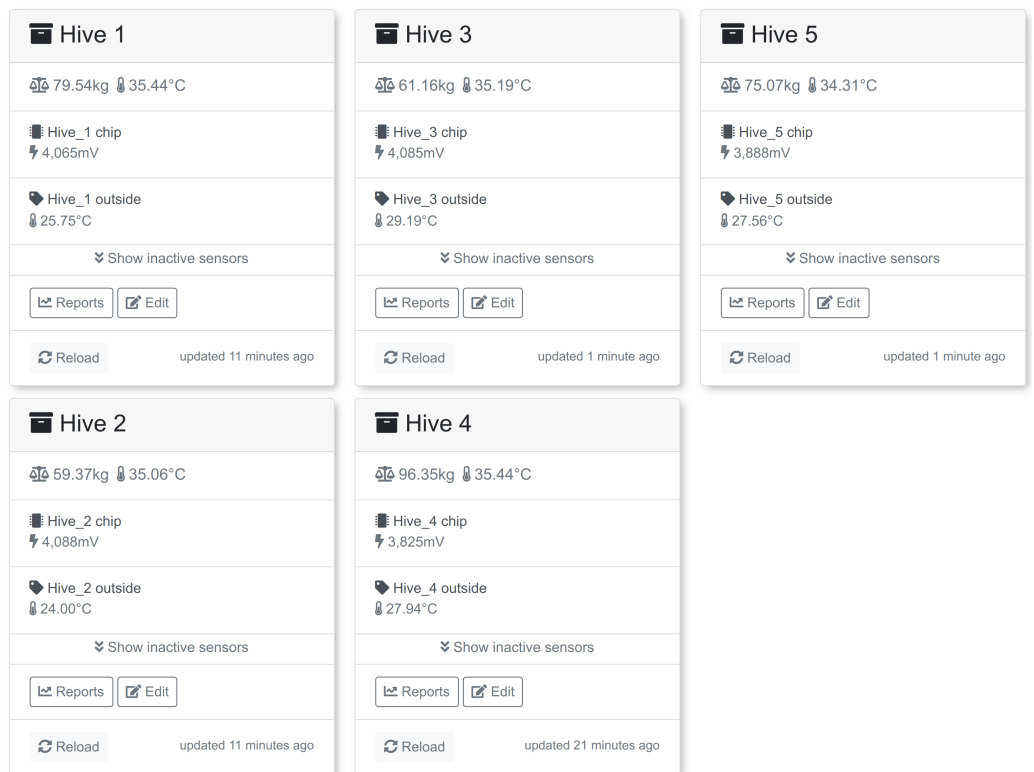 Hive 1
79.54kg 35.44°C
Hive_1 chip
4,065mV
Hive_1 outside
25.75°C
Show inactive sensors
Reports Edit
Reload updated 11 minutes ago
Hive 3
61.16kg 35.19°C
Hive_3 chip
4,085mV
Hive_3 outside
29.19°C
Show inactive sensors
Reports Edit
Reload updated 1 minute ago
Hive 5
75.07kg 34.31°C
Hive_5 chip
3,888mV
Hive_5 outside
27.56°C
Show inactive sensors
Reports Edit
Reload updated 1 minute ago
Hive 2
59.37kg 35.06°C
Hive_2 chip
4,088mV
Hive_2 outside
24.00°C
Show inactive sensors
Reports Edit
Reload updated 11 minutes ago
Hive 4
96.35kg 35.44°C
Hive_4 chip
3,825mV
Hive_4 outside
27.94°C
Show inactive sensors
Reports Edit
Reload updated 21 minutes ago